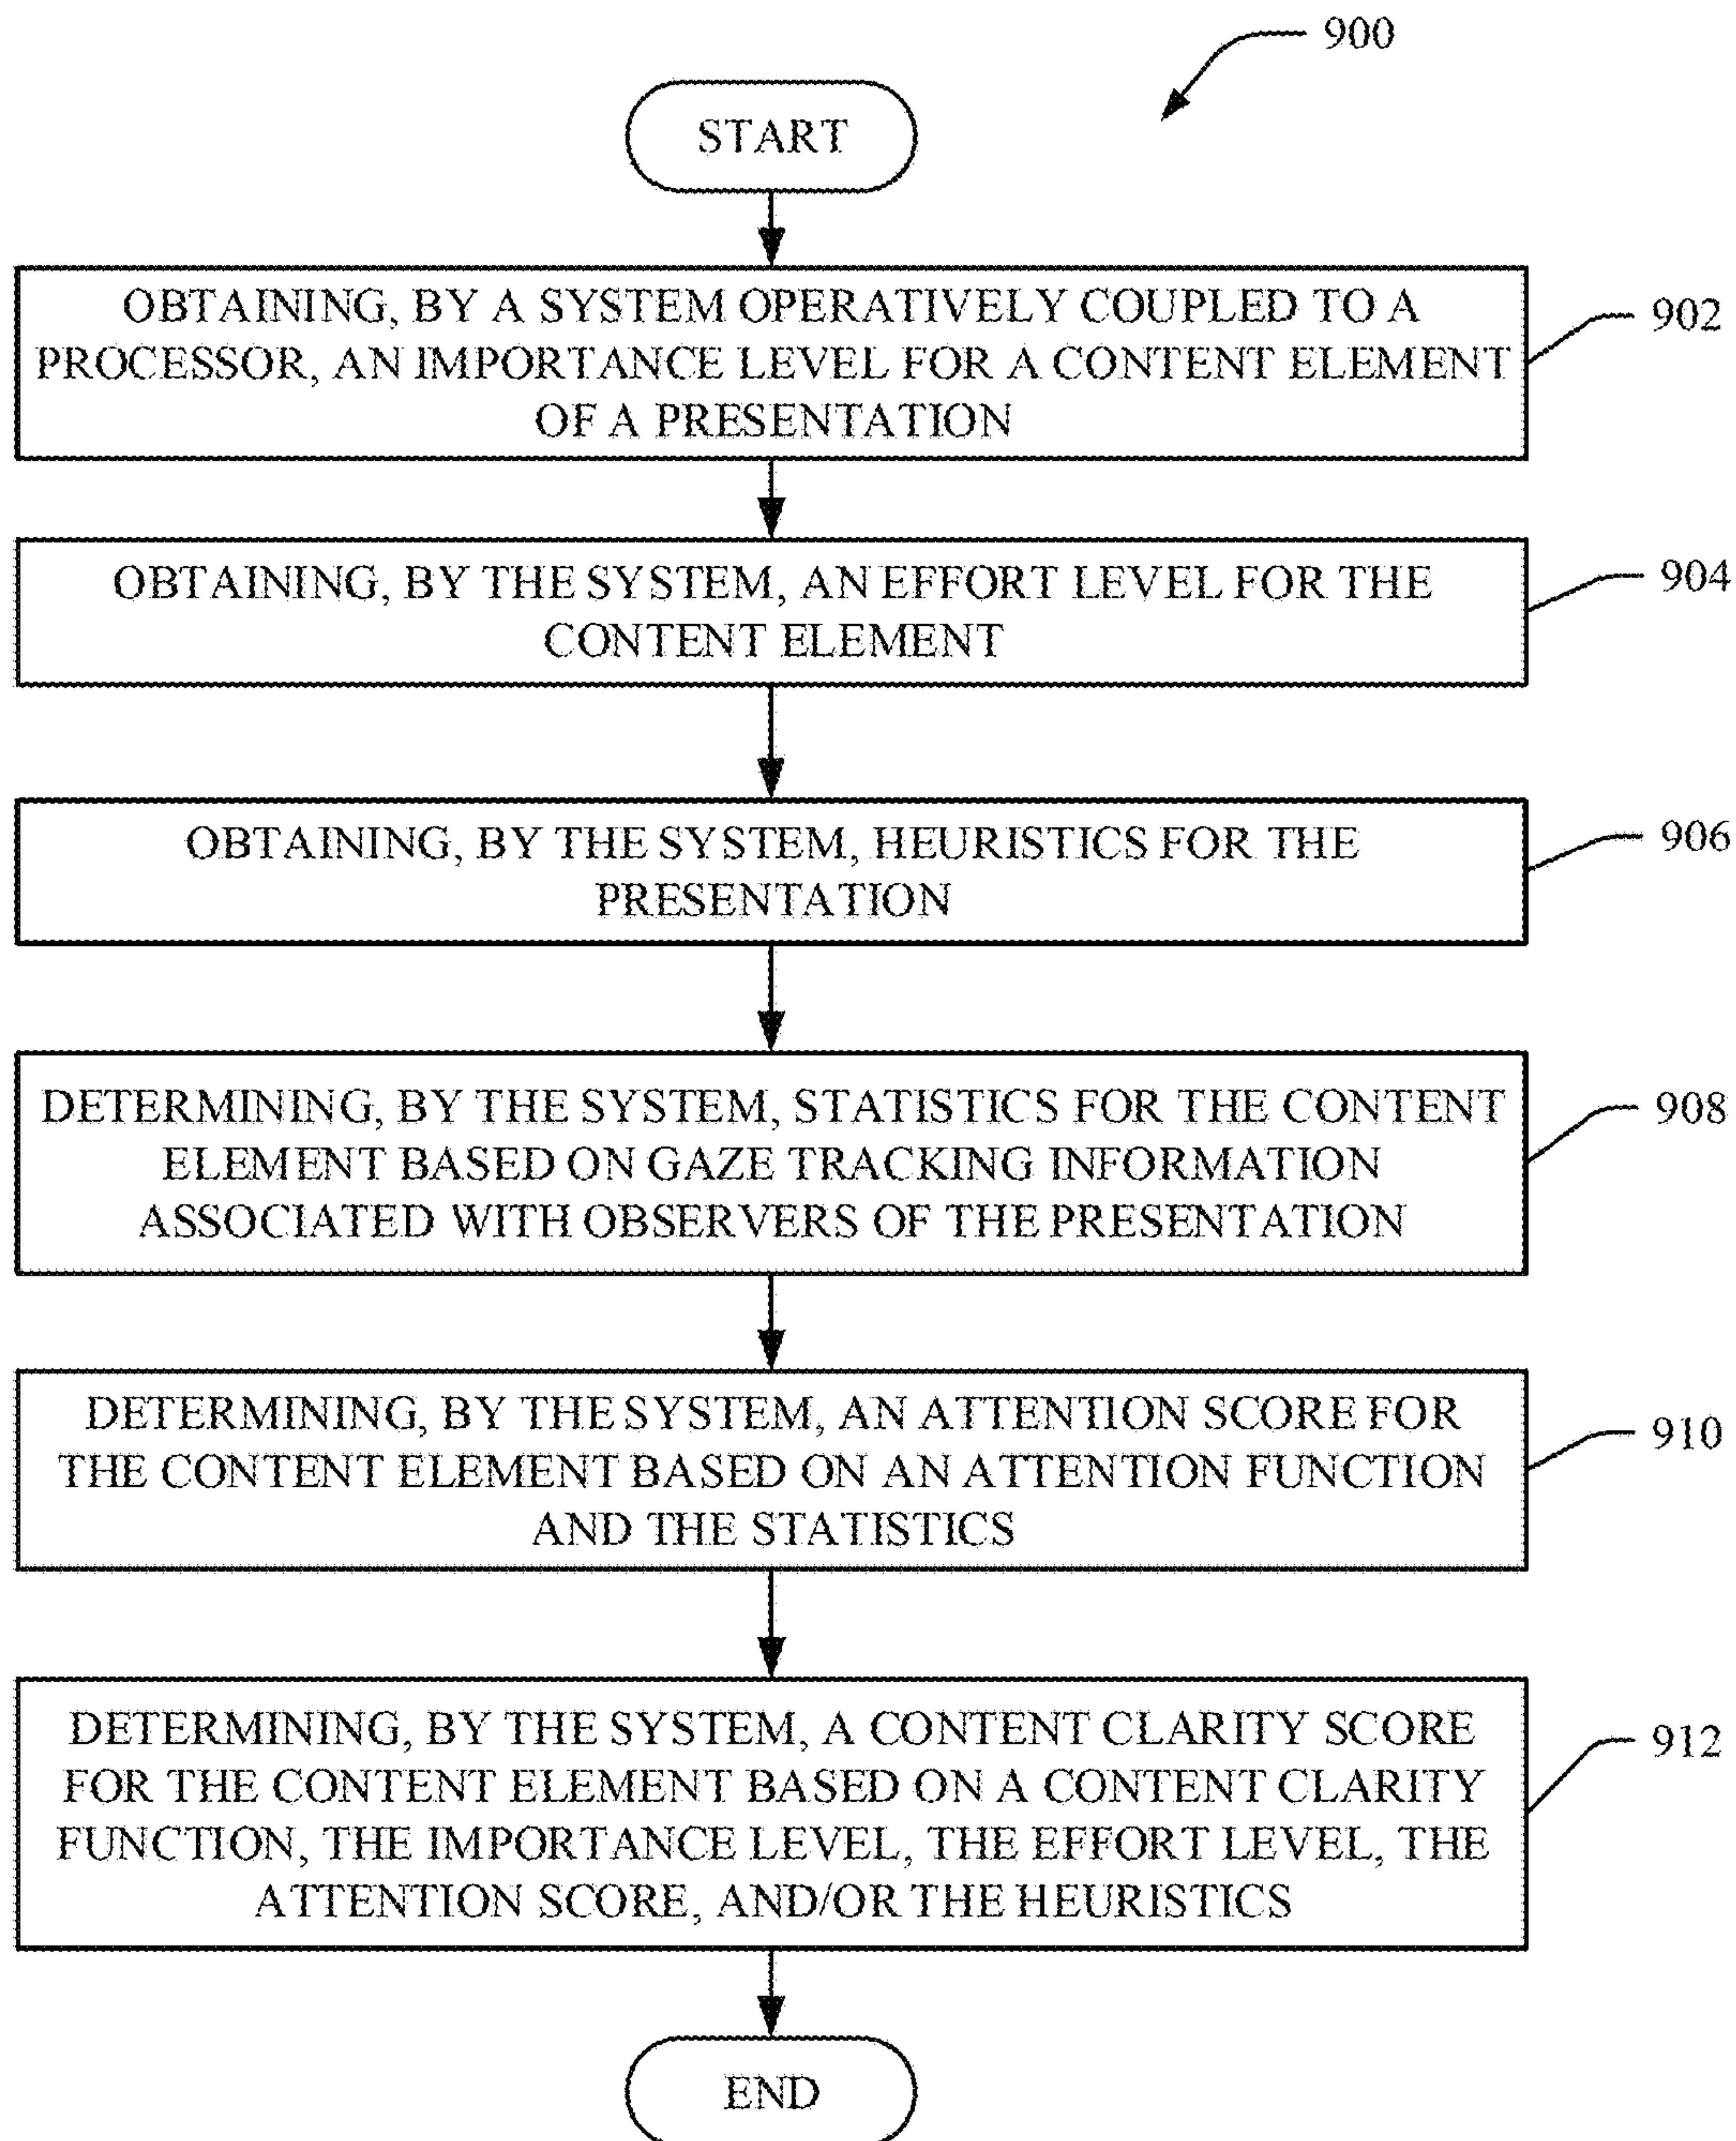 900
START
OBTAINING, BY A SYSTEM OPERATIVELY COUPLED TO A
PROCESSOR, AN IMPORTANCE LEVEL FOR A CONTENT ELEMENT
OF A PRESENTATION
902
OBTAINING, BY THE SYSTEM, AN EFFORT LEVEL FOR THE
CONTENT ELEMENT
904
OBTAINING, BY THE SYSTEM, HEURISTICS FOR THE
PRESENTATION
906
DETERMINING, BY THE SYSTEM, STATISTICS FOR THE CONTENT
ELEMENT BASED ON GAZE TRACKING INFORMATION
ASSOCIATED WITH OBSERVERS OF THE PRESENTATION
908
DETERMINING, BY THE SYSTEM, AN ATTENTION SCORE FOR
THE CONTENT ELEMENT BASED ON AN ATTENTION FUNCTION
AND THE STATISTICS
910
DETERMINING, BY THE SYSTEM, A CONTENT CLARITY SCORE
FOR THE CONTENT ELEMENT BASED ON A CONTENT CLARITY
FUNCTION, THE IMPORTANCE LEVEL, THE EFFORT LEVEL, THE
ATTENTION SCORE, AND/OR THE HEURISTICS
912
END